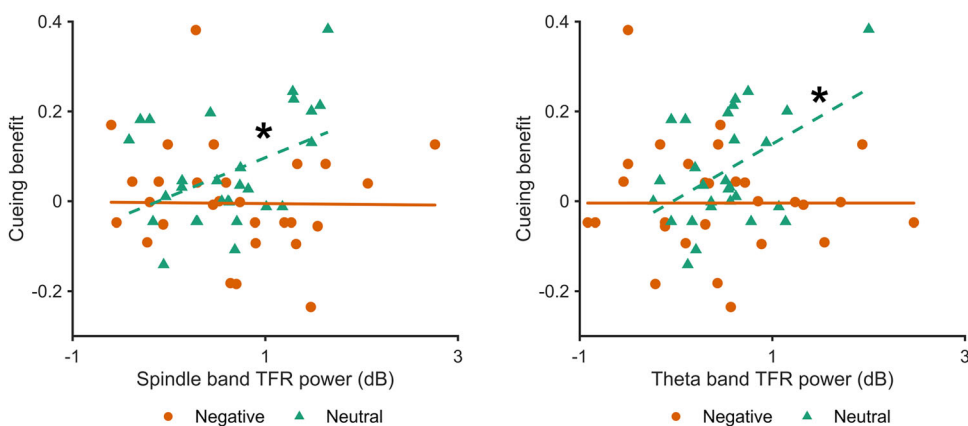 0.4
0.2
0
-0.2
Cueing benefit
*
-1
1
3
Spindle band TFR power (dB)
Negative
Neutral
0.4
0.2
0
-0.2
Cueing benefit
*
-1
1
3
Theta band TFR power (dB)
Negative
Neutral